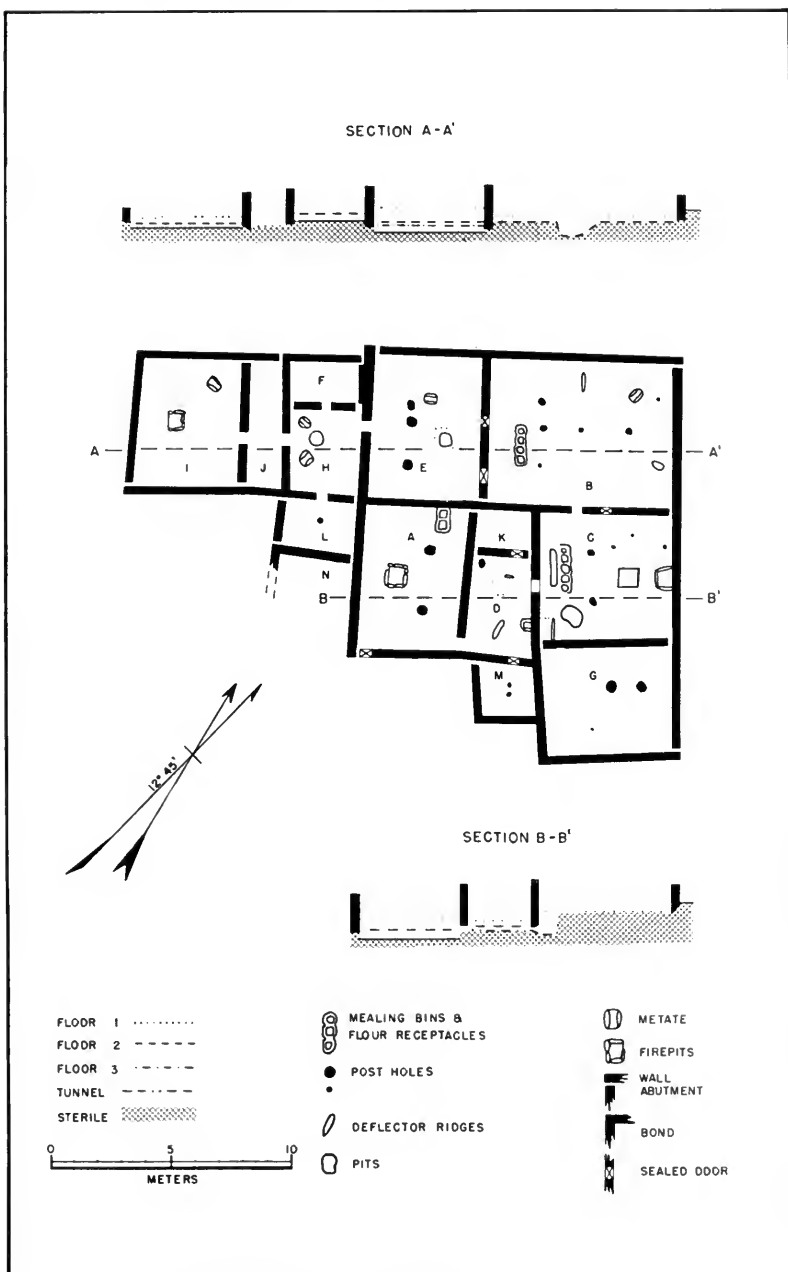 SECTION A-A'
F
A
I
J
H
E
B
A'
L
A
K
C
N
B
D
B'
M
G
12° 45'
SECTION B-B'
FLOOR 1
FLOOR 2
FLOOR 3
TUNNEL
STERILE
0 5 10
METERS
MEALING BINS &
FLOUR RECEPTACLES
POST HOLES
DEFLECTOR RIDGES
PITS
METATE
FIREPITS
WALL
ABUTMENT
BOND
SEALED DOOR